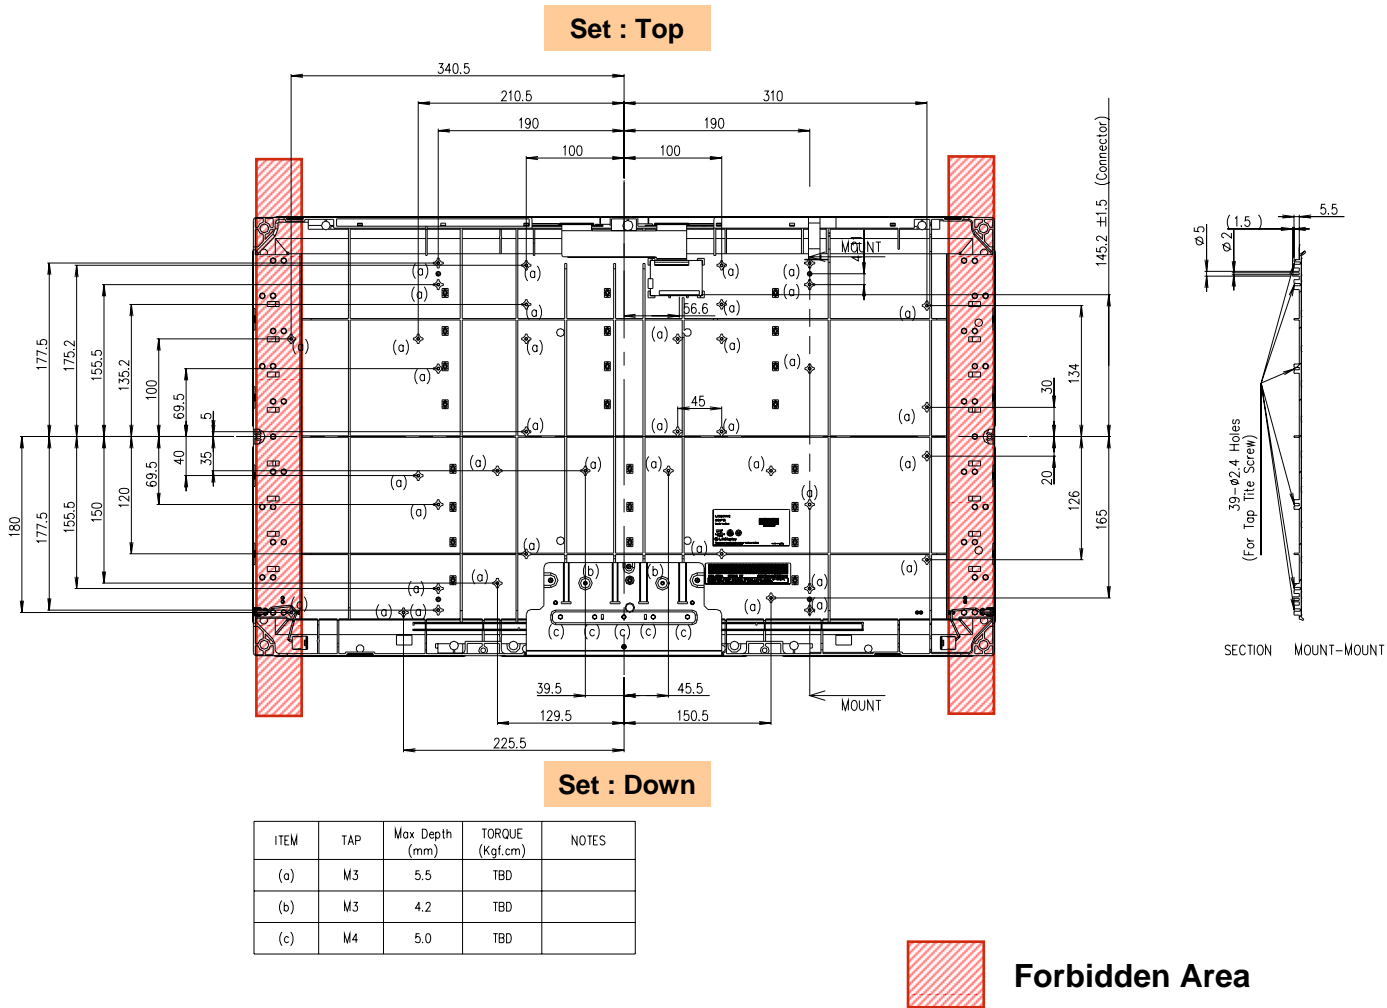 Set : Top
340.5
210.5
310
190
190
100
100
145.2 ±1.5 (Connector)
MOUNT
(1.5 )
5.5
ø5
ø2
177.5
175.2
155.5
135.2
100
69.5
5
(a)
(a)
(a)
(a)
(a)
(a)
(a)
(a)
56.6
(a)
(a)
(a)
(a)
(a)
(a)
(a)
(a)
45
(a)
(a)
(a)
(a)
134
30
180
177.5
155.5
150
120
69.5
40
35
(a)
(a)
(a)
(a)
(a)
(a)
(a)
(a)
(a)
(a)
20
126
165
39-ø2.4 Holes
(For Tap Tite Screw)
(a)
(b)
(b)
(a)
(a)
(a)
(a)
(a)
(a)
(a)
(c)
(c)
(c)
(c)
(c)
SECTION MOUNT-MOUNT
39.5
45.5
MOUNT
129.5
150.5
225.5
Set : Down
ITEM TAP Max Depth (mm) TORQUE (Kgf.cm) NOTES
(a) M3 5.5 TBD
(b) M3 4.2 TBD
(c) M4 5.0 TBD
Forbidden Area